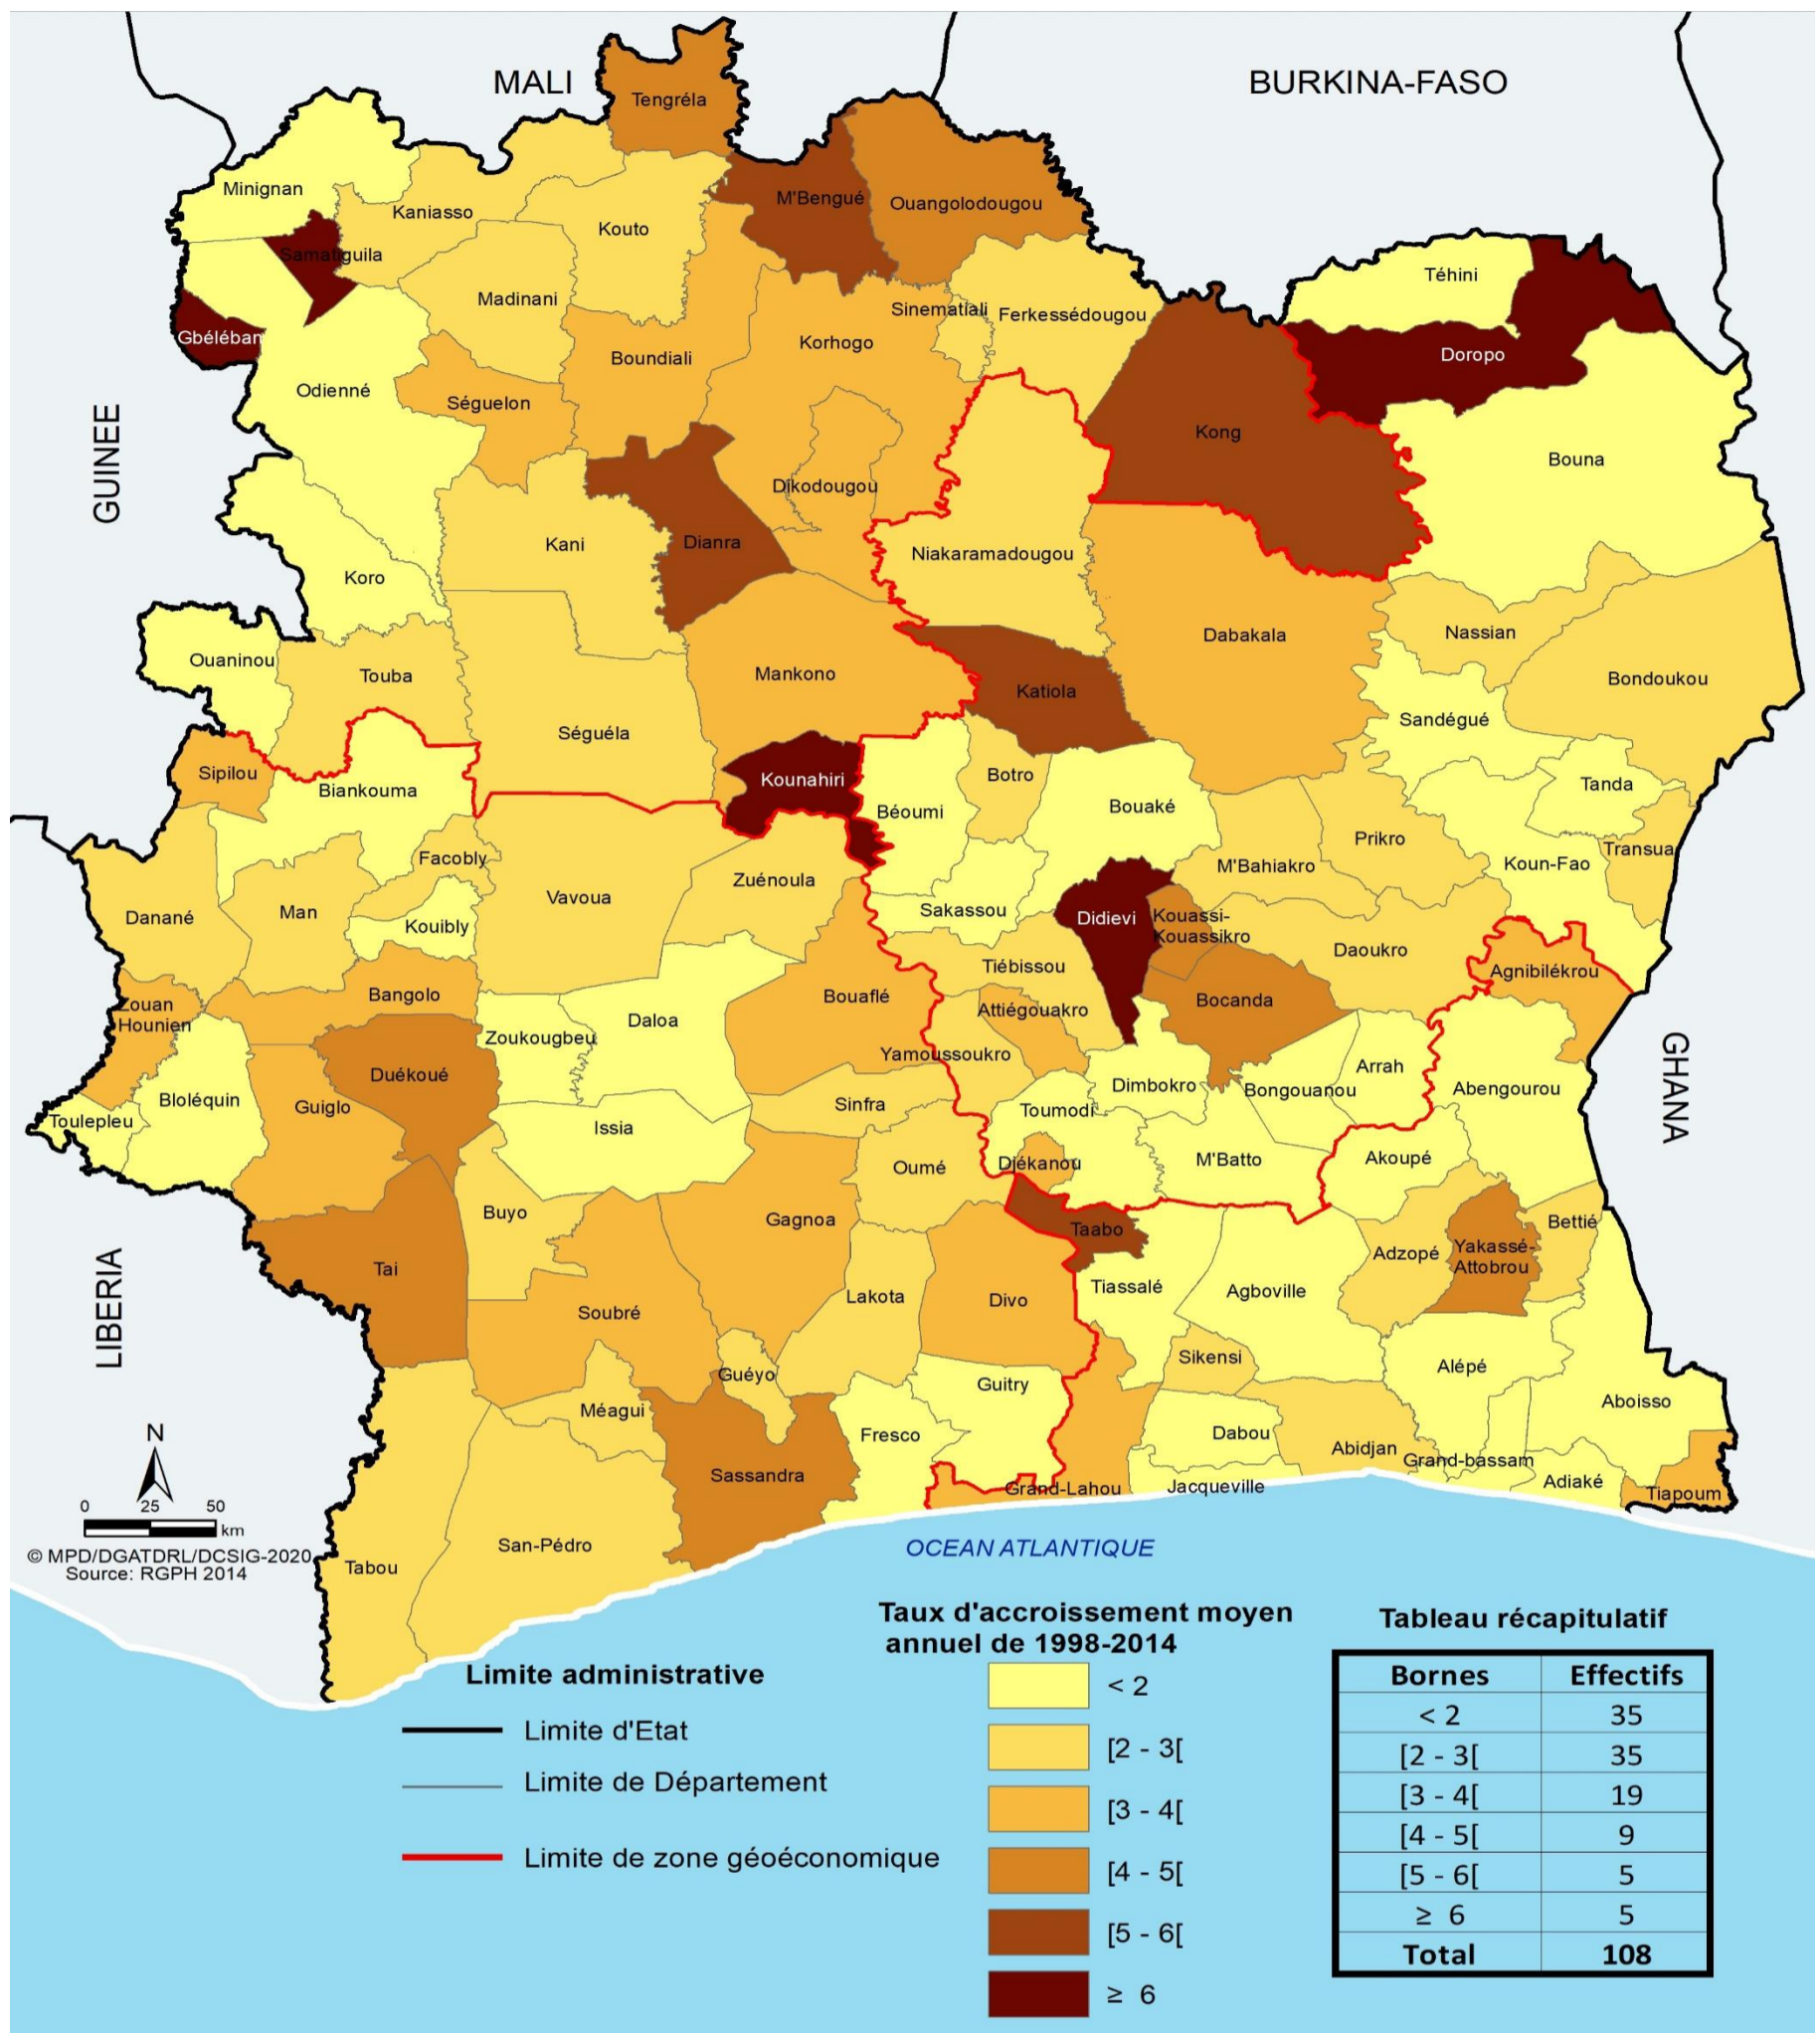 MALI
BURKINA-FASO
Tengréla
Minignan
Kaniasso
M'Bengué
Ouangolodougou
Kouto
Samatiguila
Téhini
Madinani
Sinematiali
Ferkessédougou
Gbéléban
Korhogo
Doropo
Boundiali
Odienné
Séguelon
Kong
GUINEE
Bouna
Dikodougou
Kani
Dianra
Niakaramadougou
Koro
Nassian
Dabakala
Ouaninou
Touba
Mankono
Bondoukou
Katiola
Sandégué
Séguéla
Sipilou
Kounahiri
Botro
Tanda
Biankouma
Bouaké
Béoumi
Prikro
Transua
Facobly
Koun-Fao
M'Bahiakro
Zuénoula
Vavoua
Man
Danané
Sakassou
Didievi
Kouassi-
Kouassikro
Kouibly
Daoukro
Tiébissou
Agnibilékrou
Bangolo
Bouaflé
Bocanda
Zouan
Hounien
Attiégouakro
Daloa
Zoukougbeu
Yamoussoukro
GHANA
Arrah
Duékoué
Dimbokro
Bongouanou
Abengourou
Bloléquin
Guiglo
Sinfra
Toumodi
Toulepleu
Issia
Djékanou
M'Batto
Akoupé
Oumé
Buyo
Gagnoa
Taabo
Bettié
Adzopé
Yakassé-
Attobrou
Tai
Tiassalé
Agboville
LIBERIA
Lakota
Divo
Soubré
Sikensi
Alépé
Guéyo
Guitry
Aboisso
Méagui
N
Fresco
Dabou
Abidjan
Grand-bassam
Sassandra
Grand-Lahou
Jacqueville
Adiaké
Tiapoum
0 25 50
km
© MPD/DGATDRL/DCSIG-2020
Source: RGPH 2014
Tabou
San-Pédro
OCEAN ATLANTIQUE
Limite administrative
Limite d'Etat
Limite de Département
Limite de zone géoéconomique
Taux d'accroissement moyen
annuel de 1998-2014
< 2
[2 - 3[
[3 - 4[
[4 - 5[
[5 - 6[
≥ 6
Tableau récapitulatif
Bornes Effectifs
< 2 35
[2 - 3[ 35
[3 - 4[ 19
[4 - 5[ 9
[5 - 6[ 5
≥ 6 5
Total 108